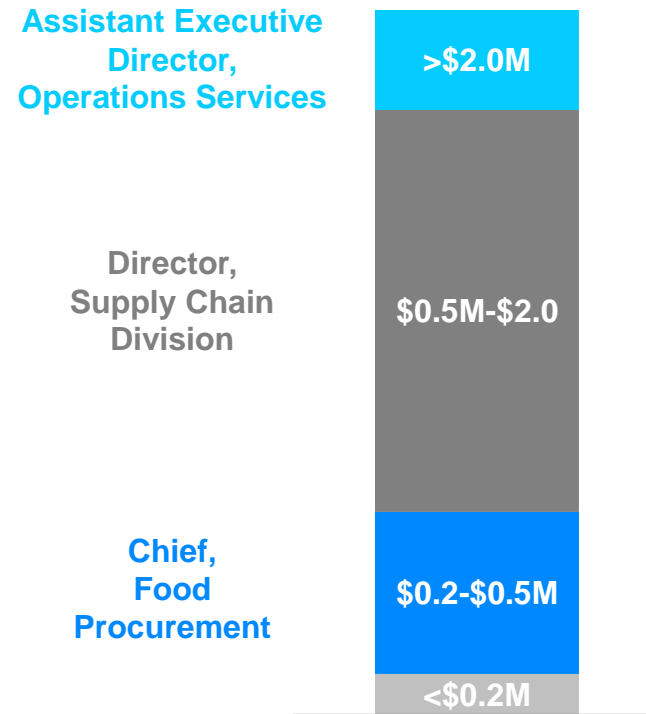 Assistant Executive
Director,
Operations Services
>$2.0M
Director,
Supply Chain
Division
$0.5M-$2.0
Chief,
Food
Procurement
$0.2-$0.5M
<$0.2M